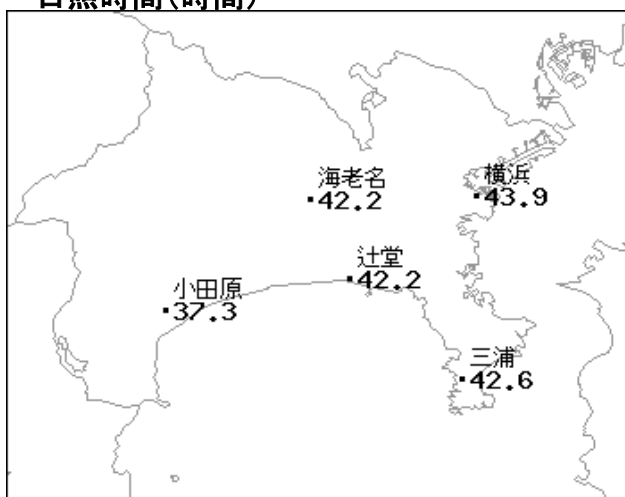 日照時間(時間)
海老名
42.2
横浜
43.9
辻堂
42.2
小田原
37.3
三浦
42.6